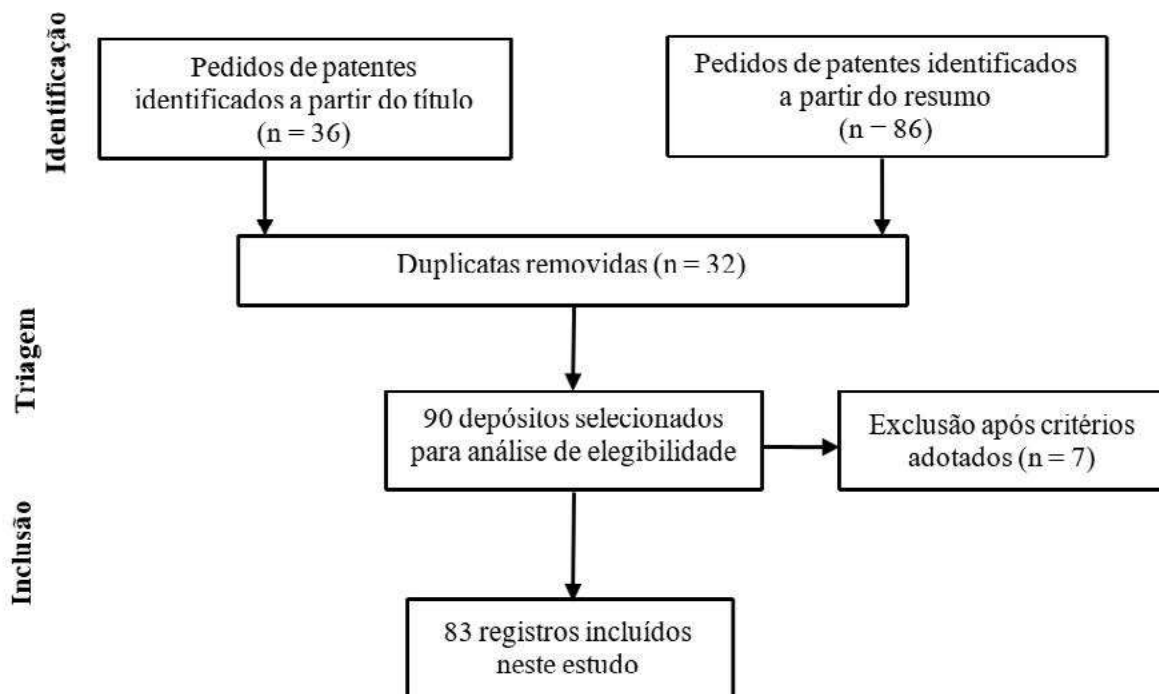 Identificação
Pedidos de patentes
identificados a partir do título
(n = 36)
Pedidos de patentes identificados
a partir do resumo
(n = 86)
Duplicatas removidas (n = 32)
Triagem
90 depósitos selecionados
para análise de elegibilidade
Exclusão após critérios
adotados (n = 7)
Inclusão
83 registros incluídos
neste estudo